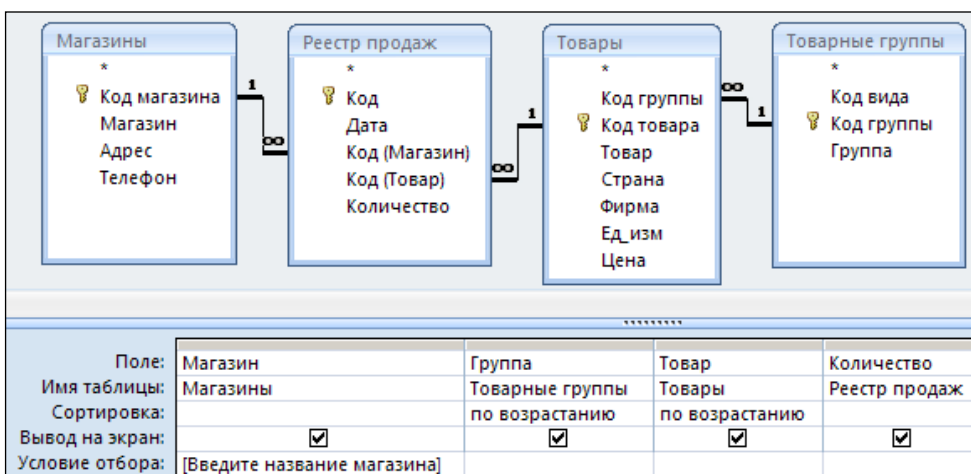 Магазины
*
Код магазина
Магазин
Адрес
Телефон
1
∞
Реестр продаж
*
Код
Дата
Код (Магазин)
Код (Товар)
Количество
1
∞
Товары
*
Код группы
Код товара
Товар
Страна
Фирма
Ед_изм
Цена
∞
1
Товарные группы
*
Код вида
Код группы
Группа
Поле: Магазин Группа Товар Количество
Имя таблицы: Магазины Товарные группы Товары Реестр продаж
Сортировка: по возрастанию по возрастанию
Вывод на экран:
Условие отбора: [Введите название магазина]